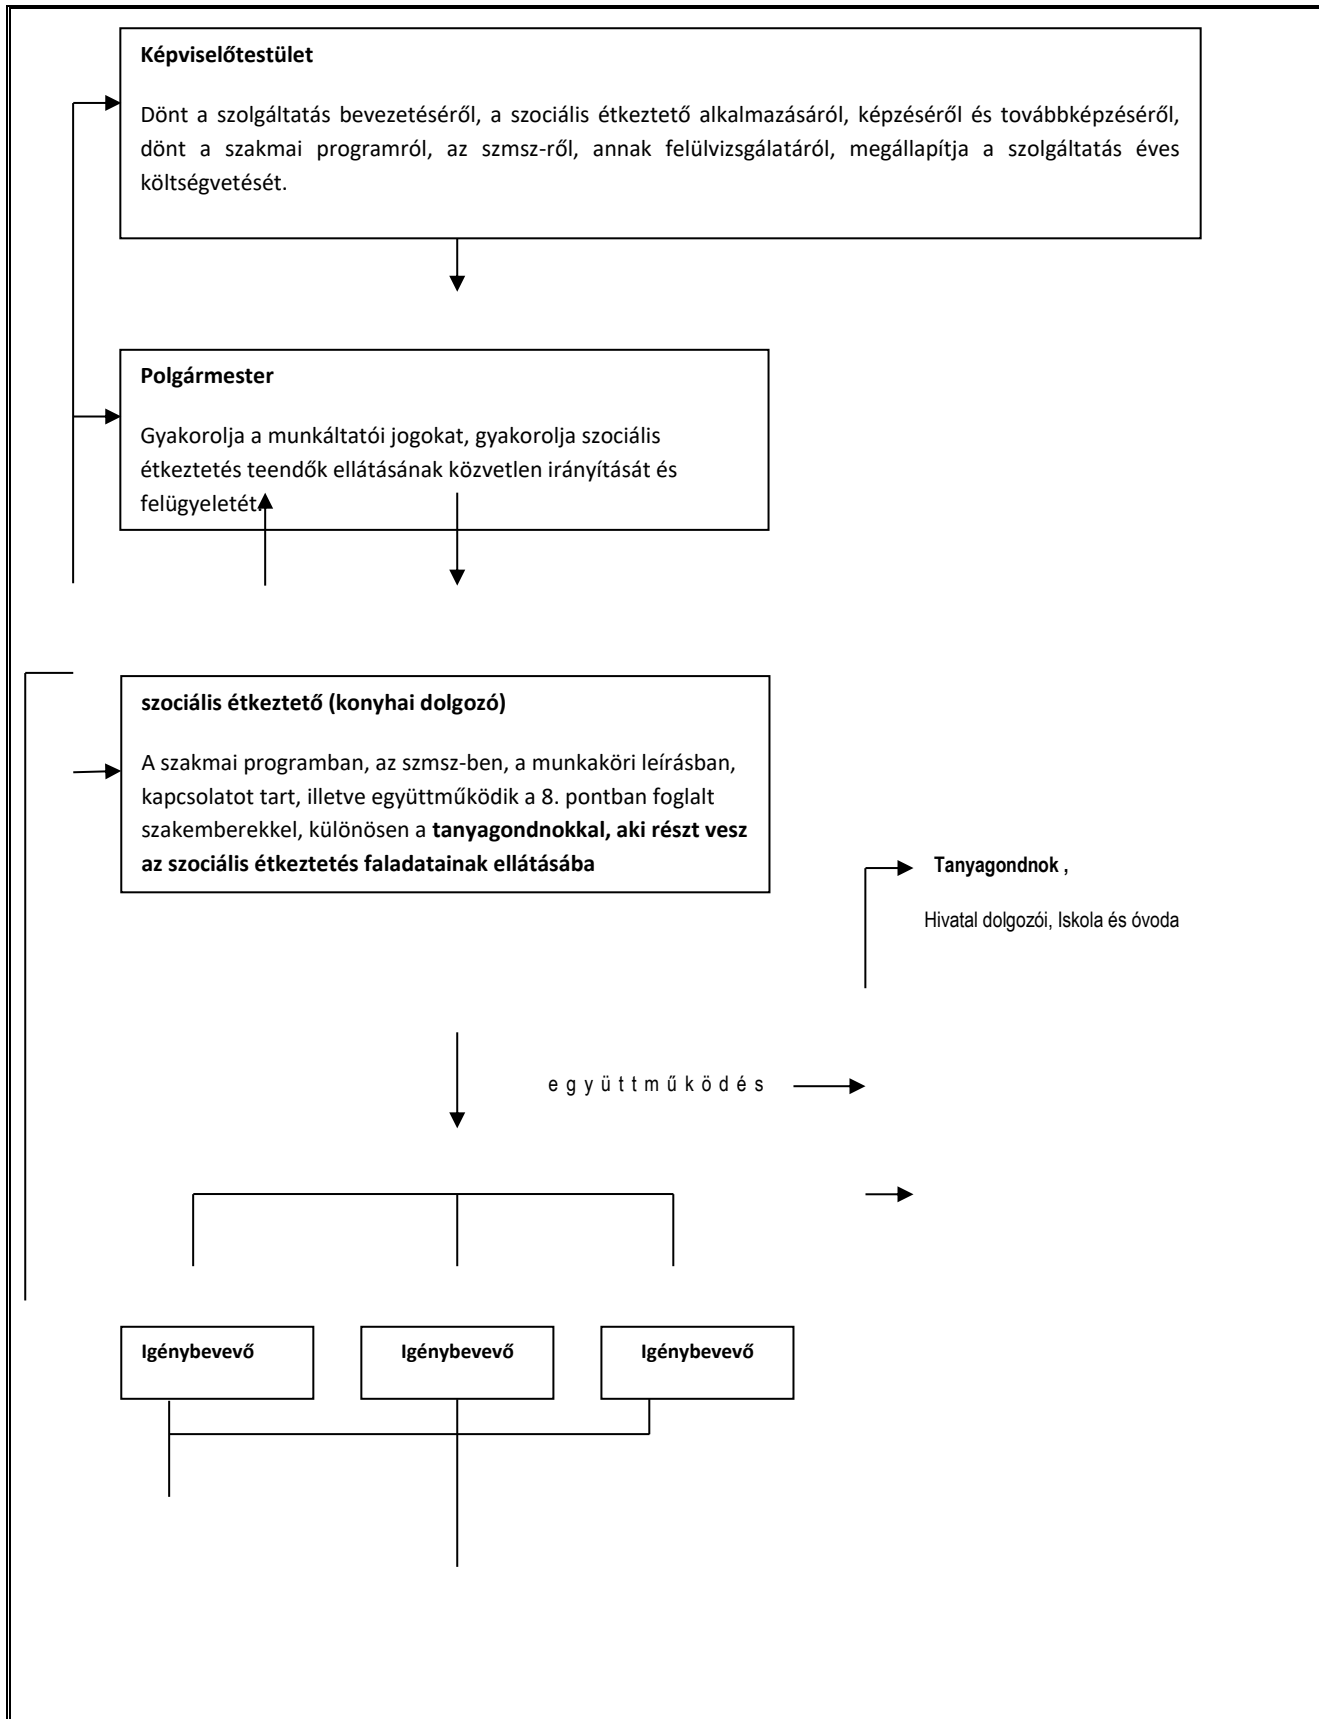 Képviselőtestület
Dönt a szolgáltatás bevezetéséről, a szociális étkeztető alkalmazásáról, képzéséről és továbbképzéséről,
dönt a szakmai programról, az szmsz-ről, annak felülvizsgálatáról, megállapítja a szolgáltatás éves
költségvetését.
Polgármester
Gyakorolja a munkáltatói jogokat, gyakorolja szociális
étkeztetés teendők ellátásának közvetlen irányítását és
felügyeletét.
szociális étkeztető (konyhai dolgozó)
A szakmai programban, az szmsz-ben, a munkaköri leírásban,
kapcsolatot tart, illetve együttműködik a 8. pontban foglalt
szakemberekkel, különösen a tanyagondnokkal, aki részt vesz
az szociális étkeztetés faladatainak ellátásába
Tanyagondnok ,
Hivatal dolgozói, Iskola és óvoda
e g y ü t t m ű k ö d é s
Igénybevevő
Igénybevevő
Igénybevevő